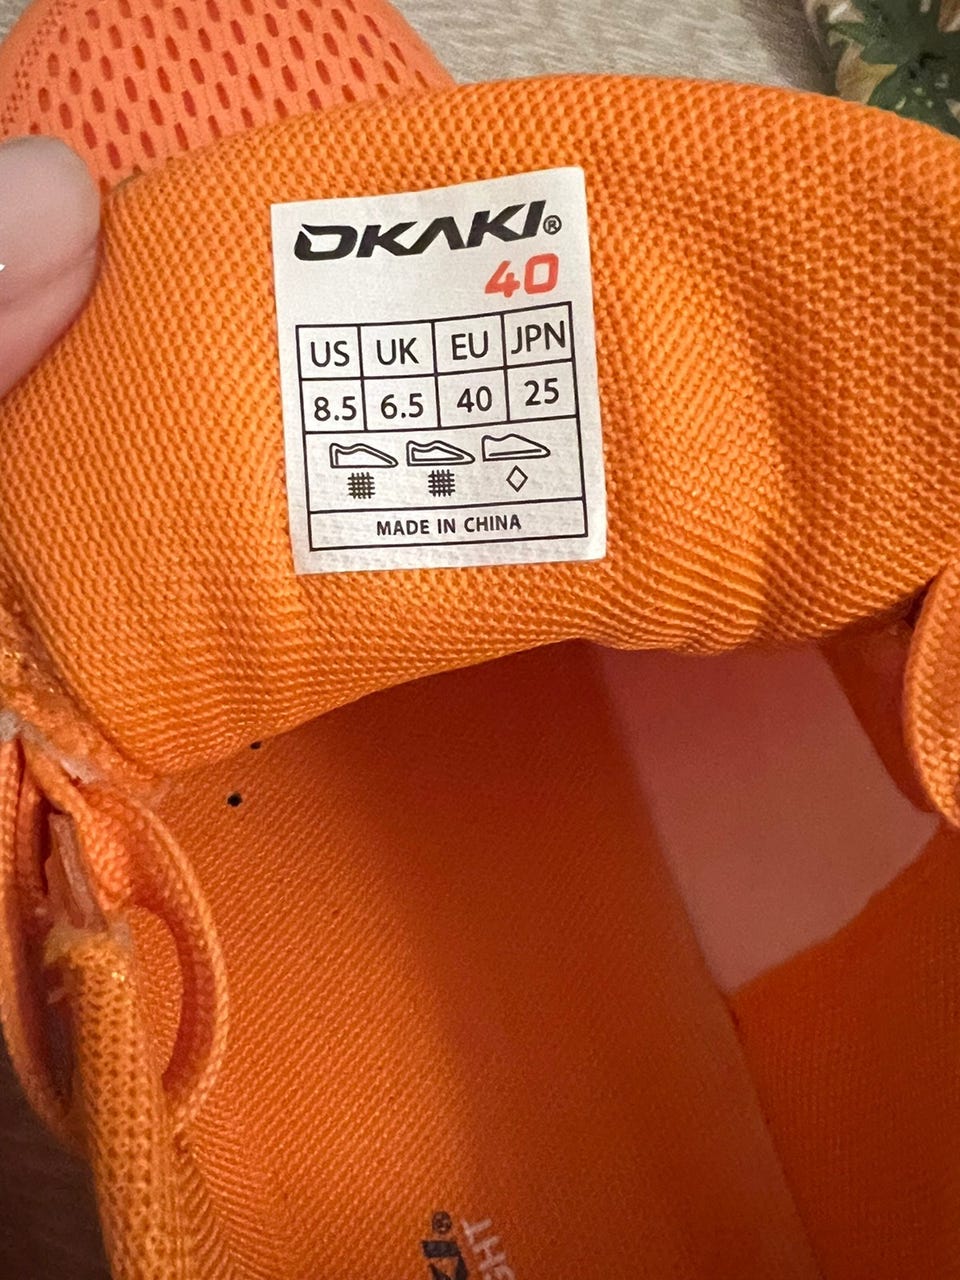 OKAKI®
40
US UK EU JPN
8.5 6.5 40 25
MADE IN CHINA